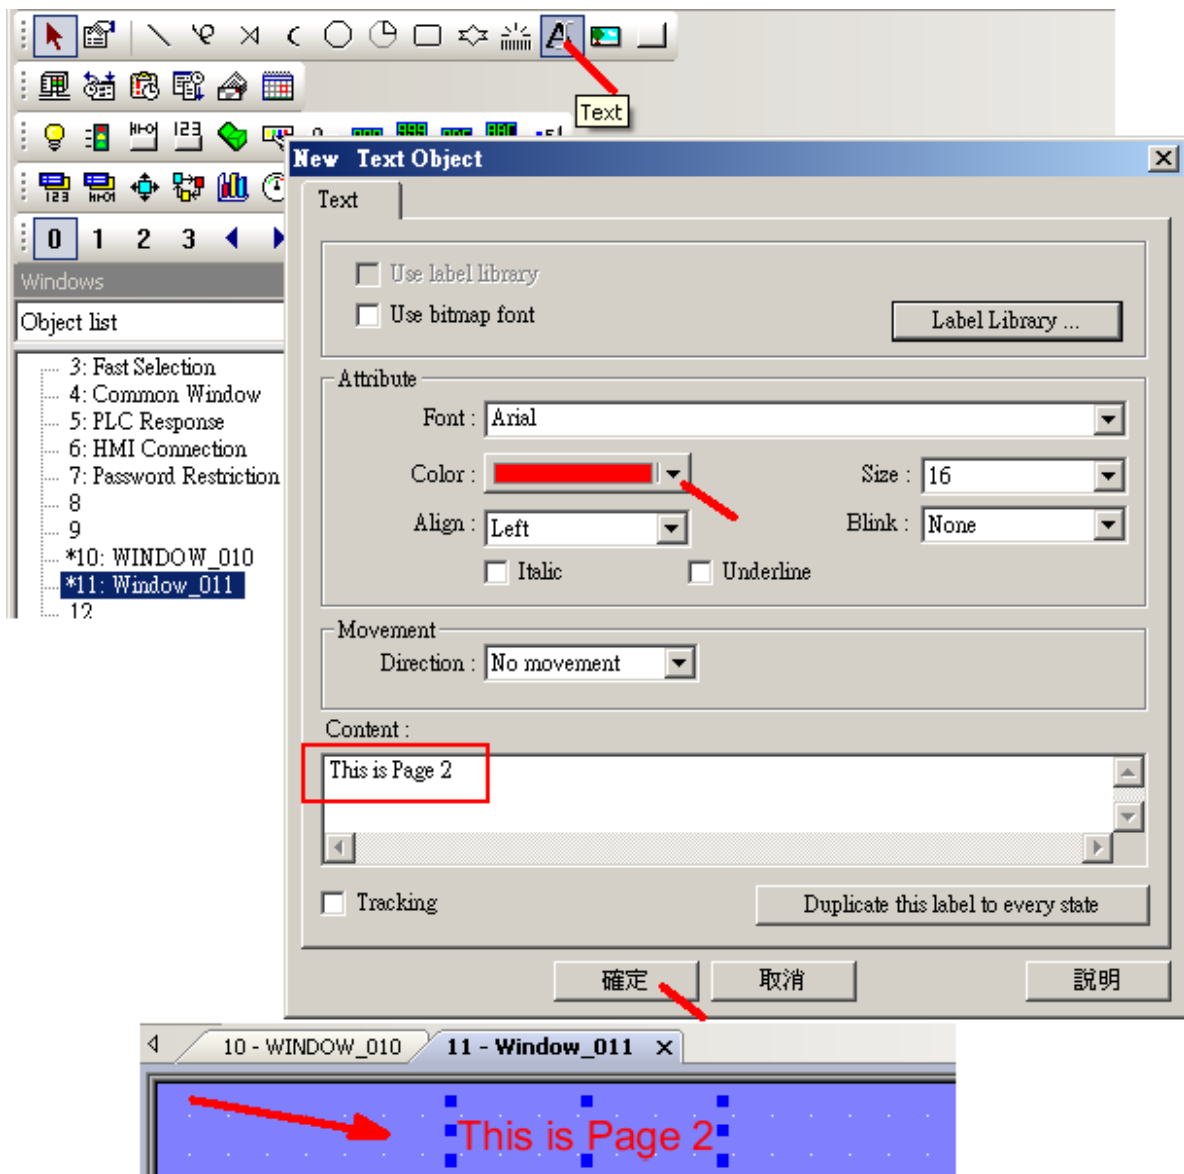 Text
New Text Object
Text
0 1 2 3
Windows
Use label library
Object list
Use bitmap font
Label Library ...
3: Fast Selection
4: Common Window
5: PLC Response
6: HMI Connection
7: Password Restriction
8
9
*10: WINDOW_010
*11: Window_011
12
Attribute
Font : Arial
Color :
Size : 16
Align : Left
Blink : None
Italic
Underline
Movement
Direction : No movement
Content :
This is Page 2
Tracking
Duplicate this label to every state
確定
取消
說明
10 - WINDOW_010
11 - Window_011
This is Page 2